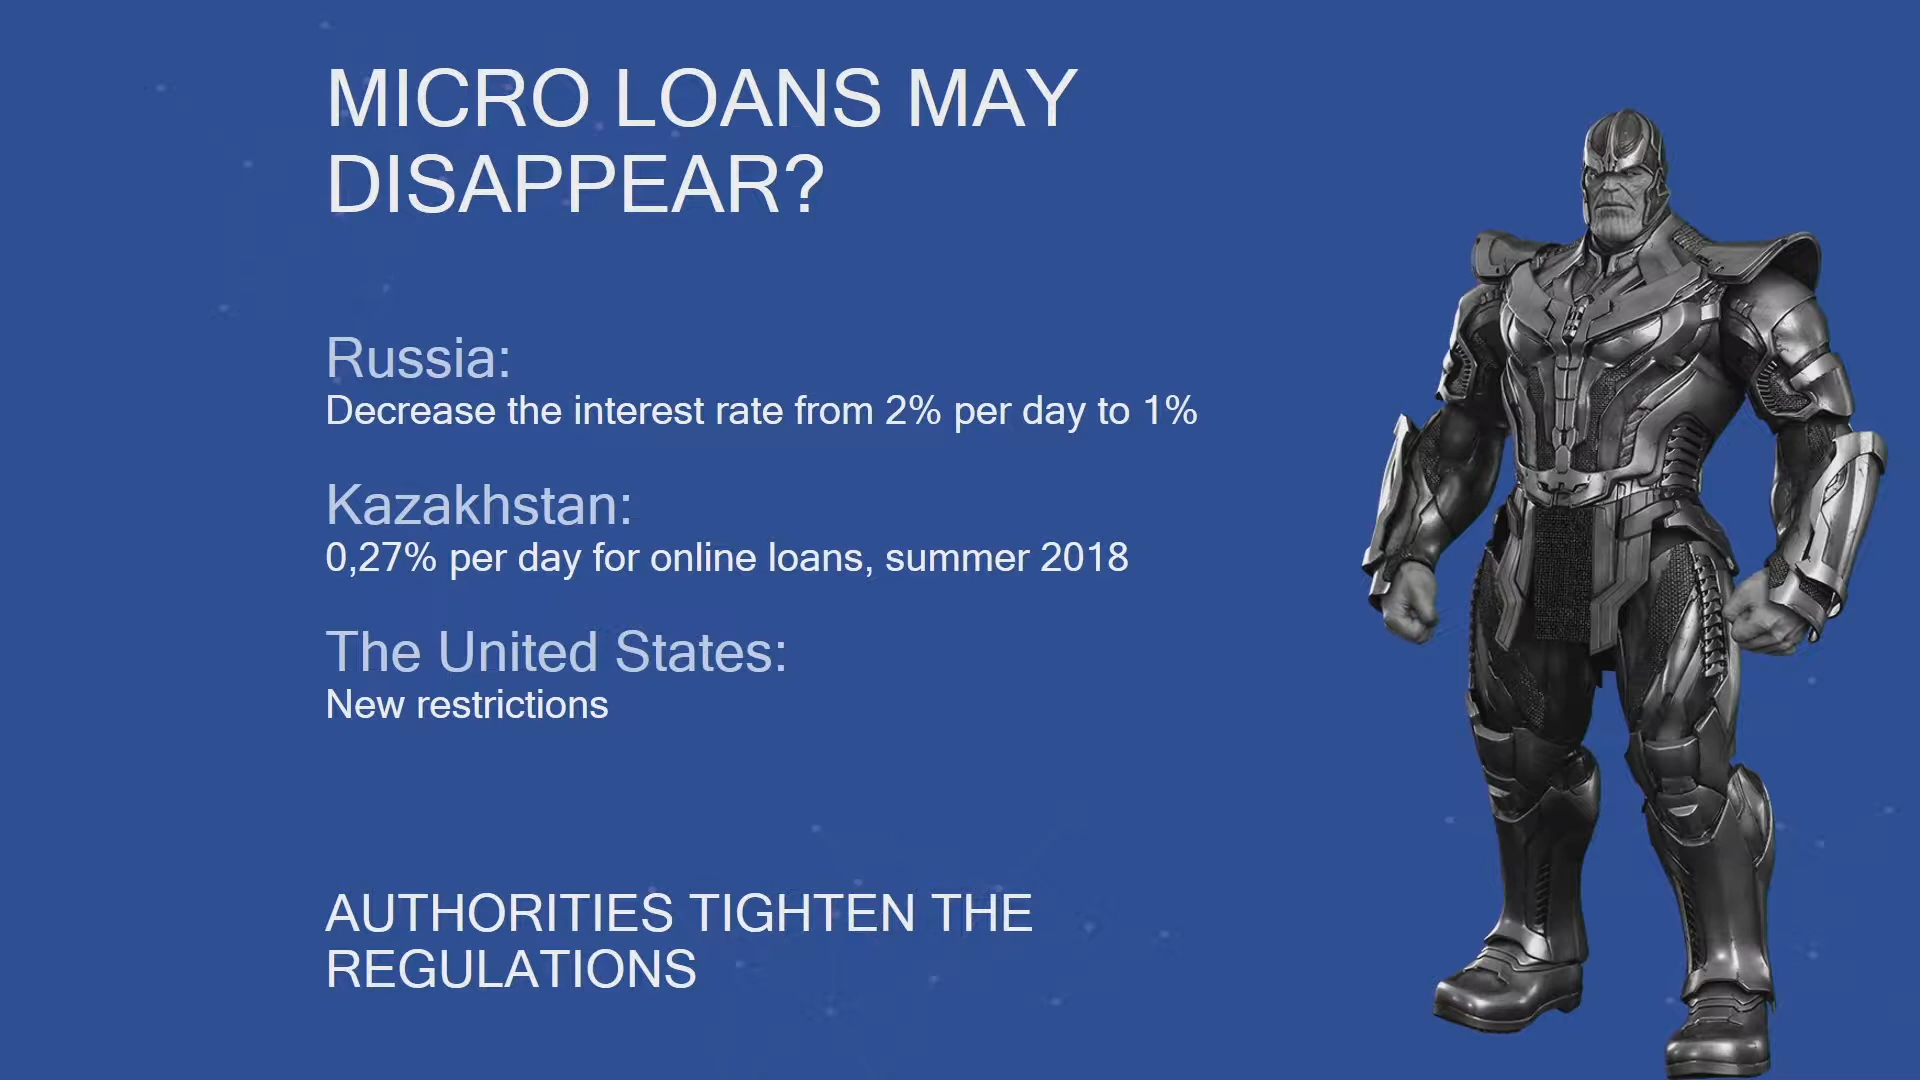 MICRO LOANS MAY
DISAPPEAR?
Russia:
Decrease the interest rate from 2% per day to 1%
Kazakhstan:
0,27% per day for online loans, summer 2018
The United States:
New restrictions
AUTHORITIES TIGHTEN THE
REGULATIONS